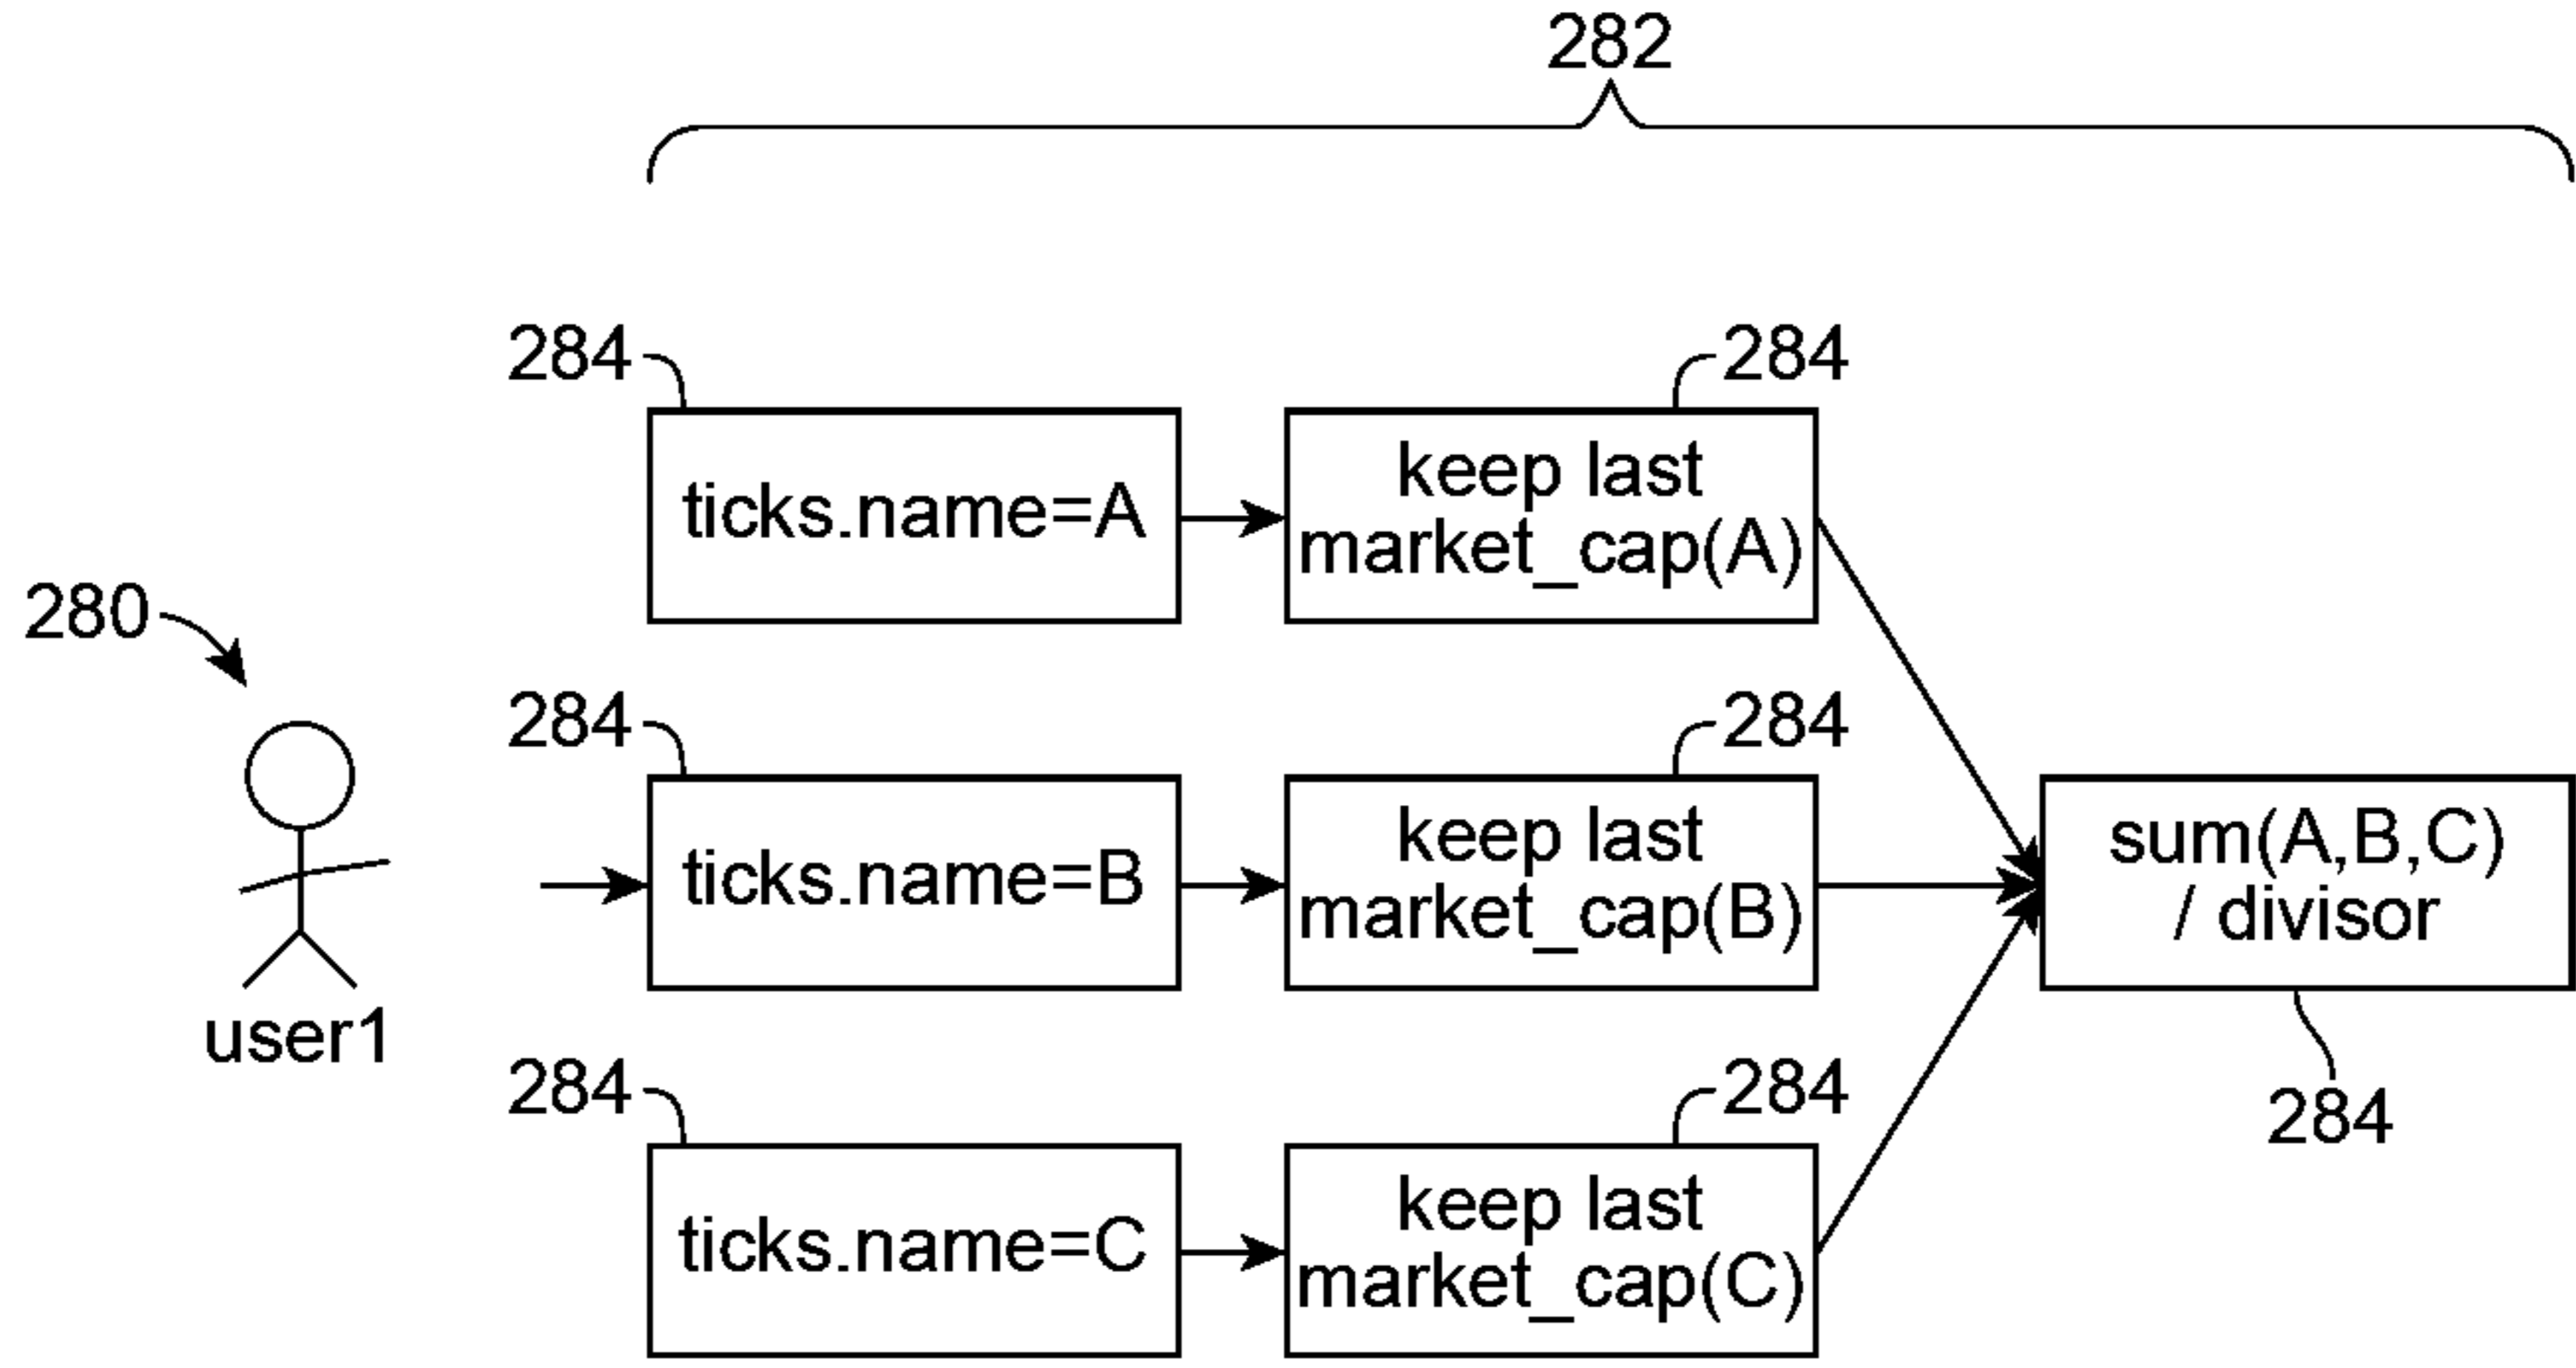 282
284
284
ticks.name=A
keep last
market_cap(A)
280
284
284
ticks.name=B
keep last
market_cap(B)
sum(A,B,C)
/ divisor
user1
284
284
284
ticks.name=C
keep last
market_cap(C)